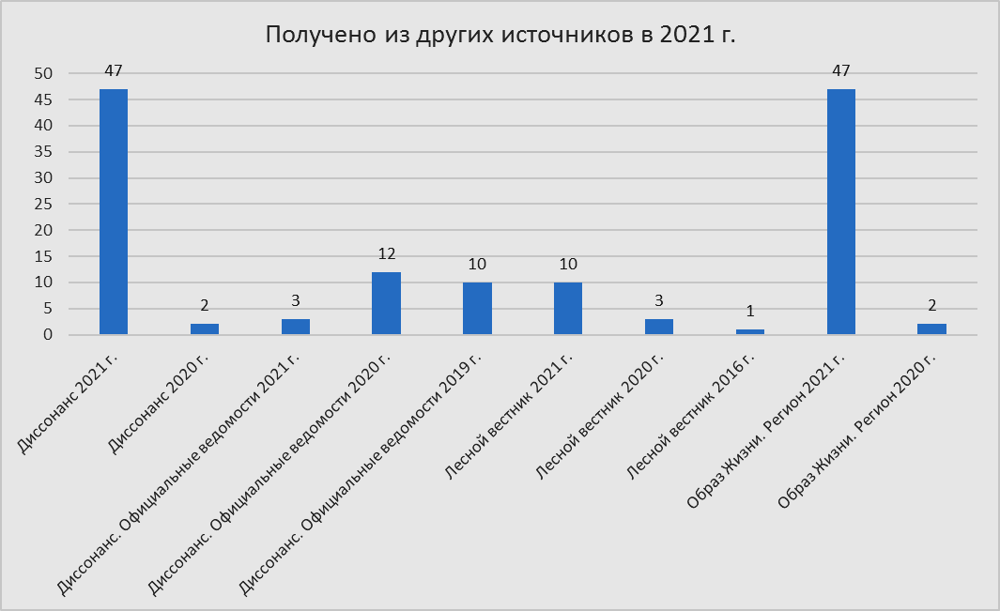 Получено из других источников в 2021 г.
50
45
40
35
30
25
20
15
10
5
0
47
2
3
12
10
10
3
1
47
2
Диссонанс 2021 г.
Диссонанс 2020 г.
Диссонанс. Официальные ведомости 2021 г.
Диссонанс. Официальные ведомости 2020 г.
Диссонанс. Официальные ведомости 2019 г.
Лесной вестник 2021 г.
Лесной вестник 2020 г.
Лесной вестник 2016 г.
Образ Жизни. Регион 2021 г.
Образ Жизни. Регион 2020 г.